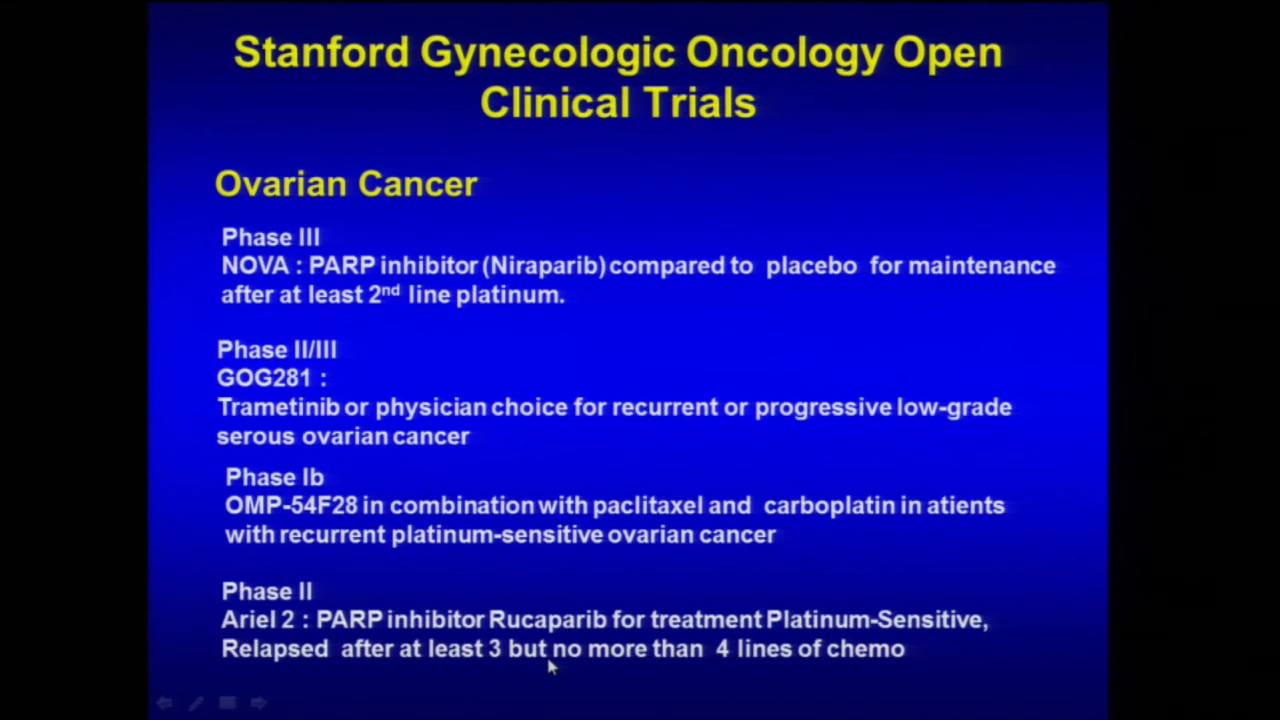 Stanford Gynecologic Oncology Open
Clinical Trials
Ovarian Cancer
Phase III
NOVA : PARP inhibitor (Niraparib) compared to placebo for maintenance
after at least 2nd line platinum.
Phase II/III
GOG281 :
Trametinib or physician choice for recurrent or progressive low-grade
serous ovarian cancer
Phase Ib
OMP-54F28 in combination with paclitaxel and carboplatin in atients
with recurrent platinum-sensitive ovarian cancer
Phase II
Ariel 2 : PARP inhibitor Rucaparib for treatment Platinum-Sensitive,
Relapsed after at least 3 but no more than 4 lines of chemo